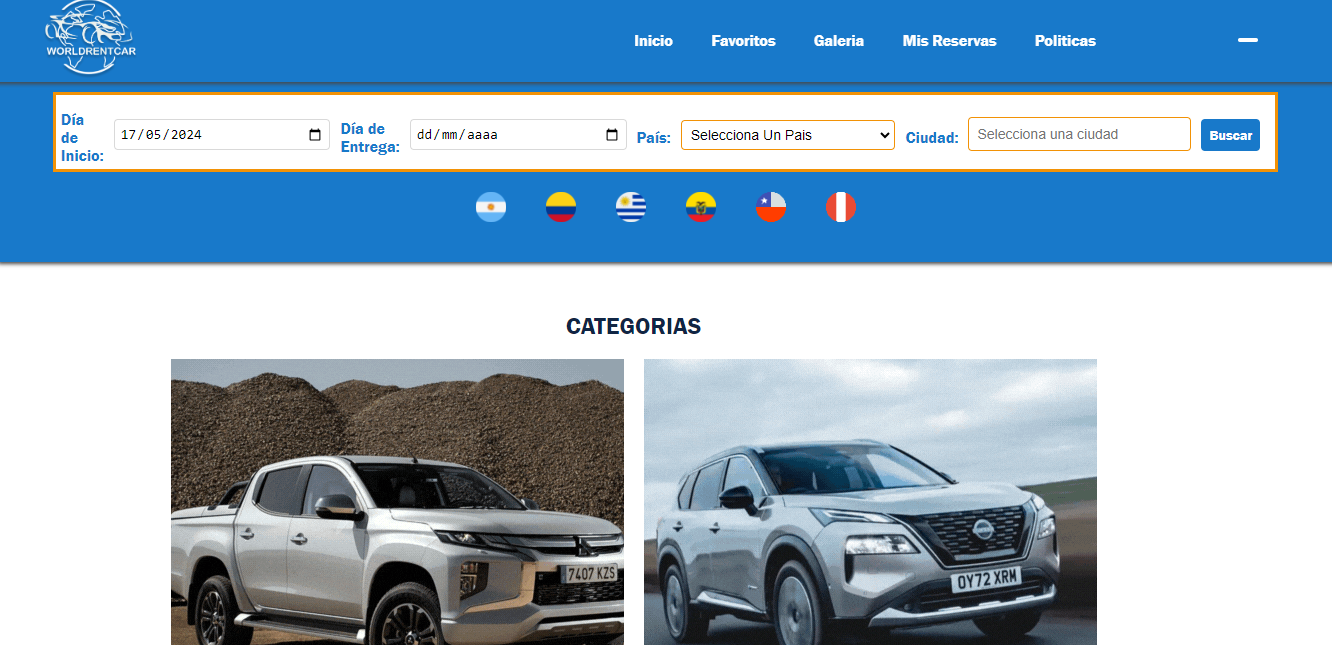 WORLDRENTCAR
Inicio Favoritos Galeria Mis Reservas Politicas
Día de Inicio: 17/05/2024 Día de Entrega: dd/mm/aaaa País: Selecciona Un Pais Ciudad: Selecciona una ciudad Buscar
CATEGORIAS
7407 KZS
OY72 XRM